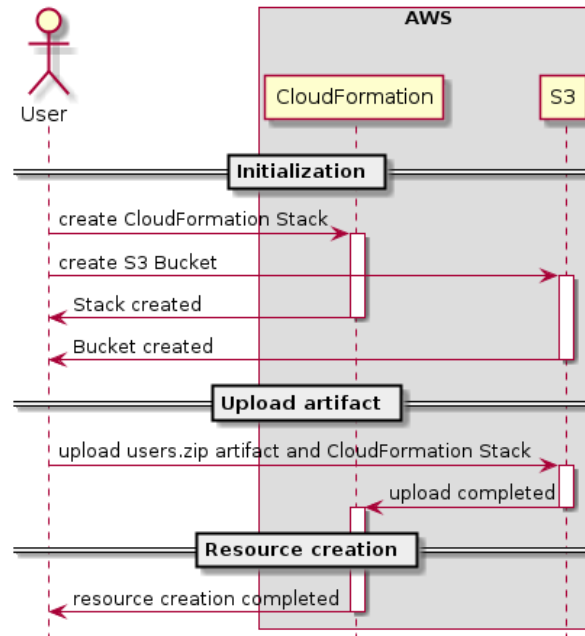 AWS
User
CloudFormation
S3
Initialization
create CloudFormation Stack
create S3 Bucket
Stack created
Bucket created
Upload artifact
upload users.zip artifact and CloudFormation Stack
upload completed
Resource creation
resource creation completed